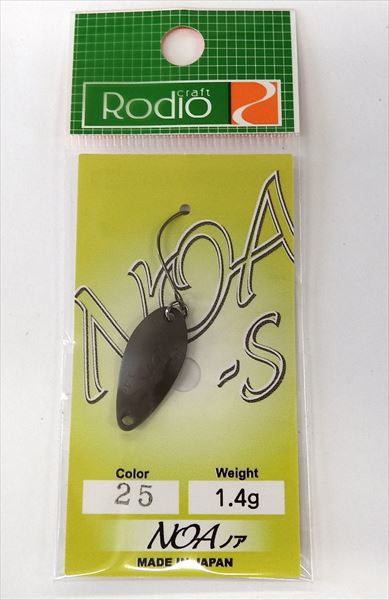 craft
Rodio
NOA
-S
Color
Weight
25
1.4g
NOAノア
MADE IN JAPAN